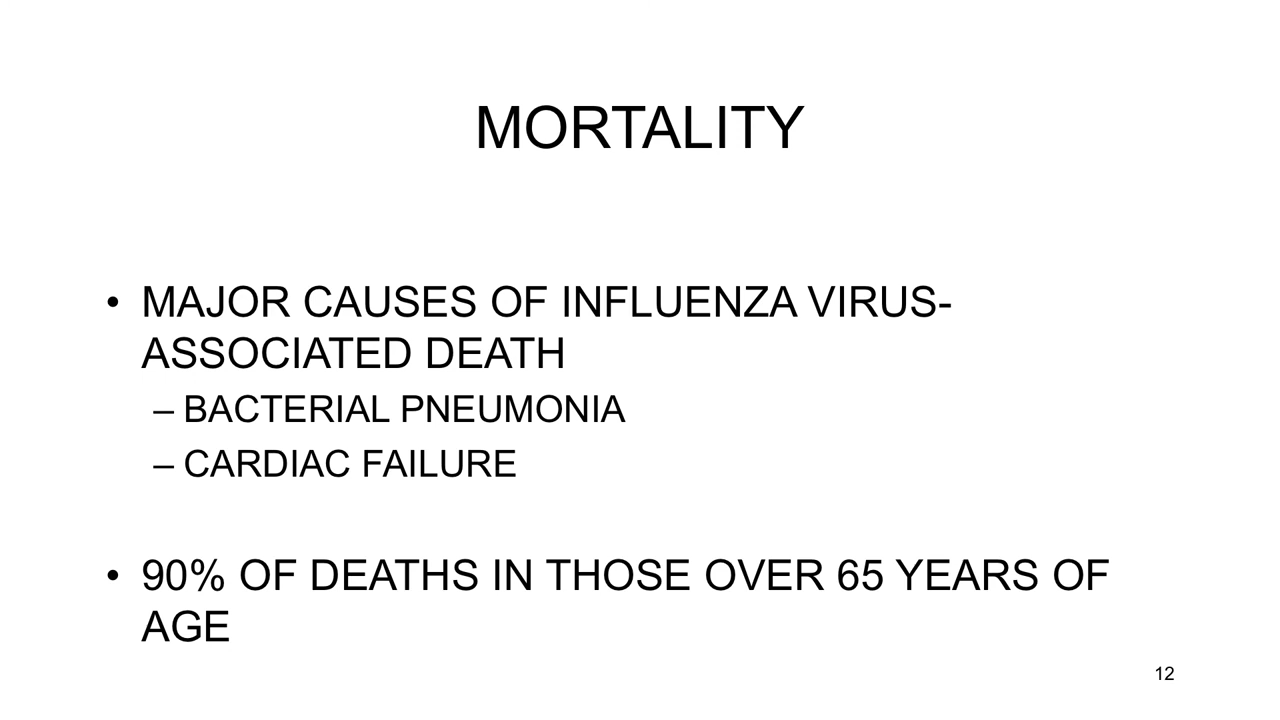 MORTALITY
• MAJOR CAUSES OF INFLUENZA VIRUS-
ASSOCIATED DEATH
– BACTERIAL PNEUMONIA
– CARDIAC FAILURE
• 90% OF DEATHS IN THOSE OVER 65 YEARS OF
AGE
12